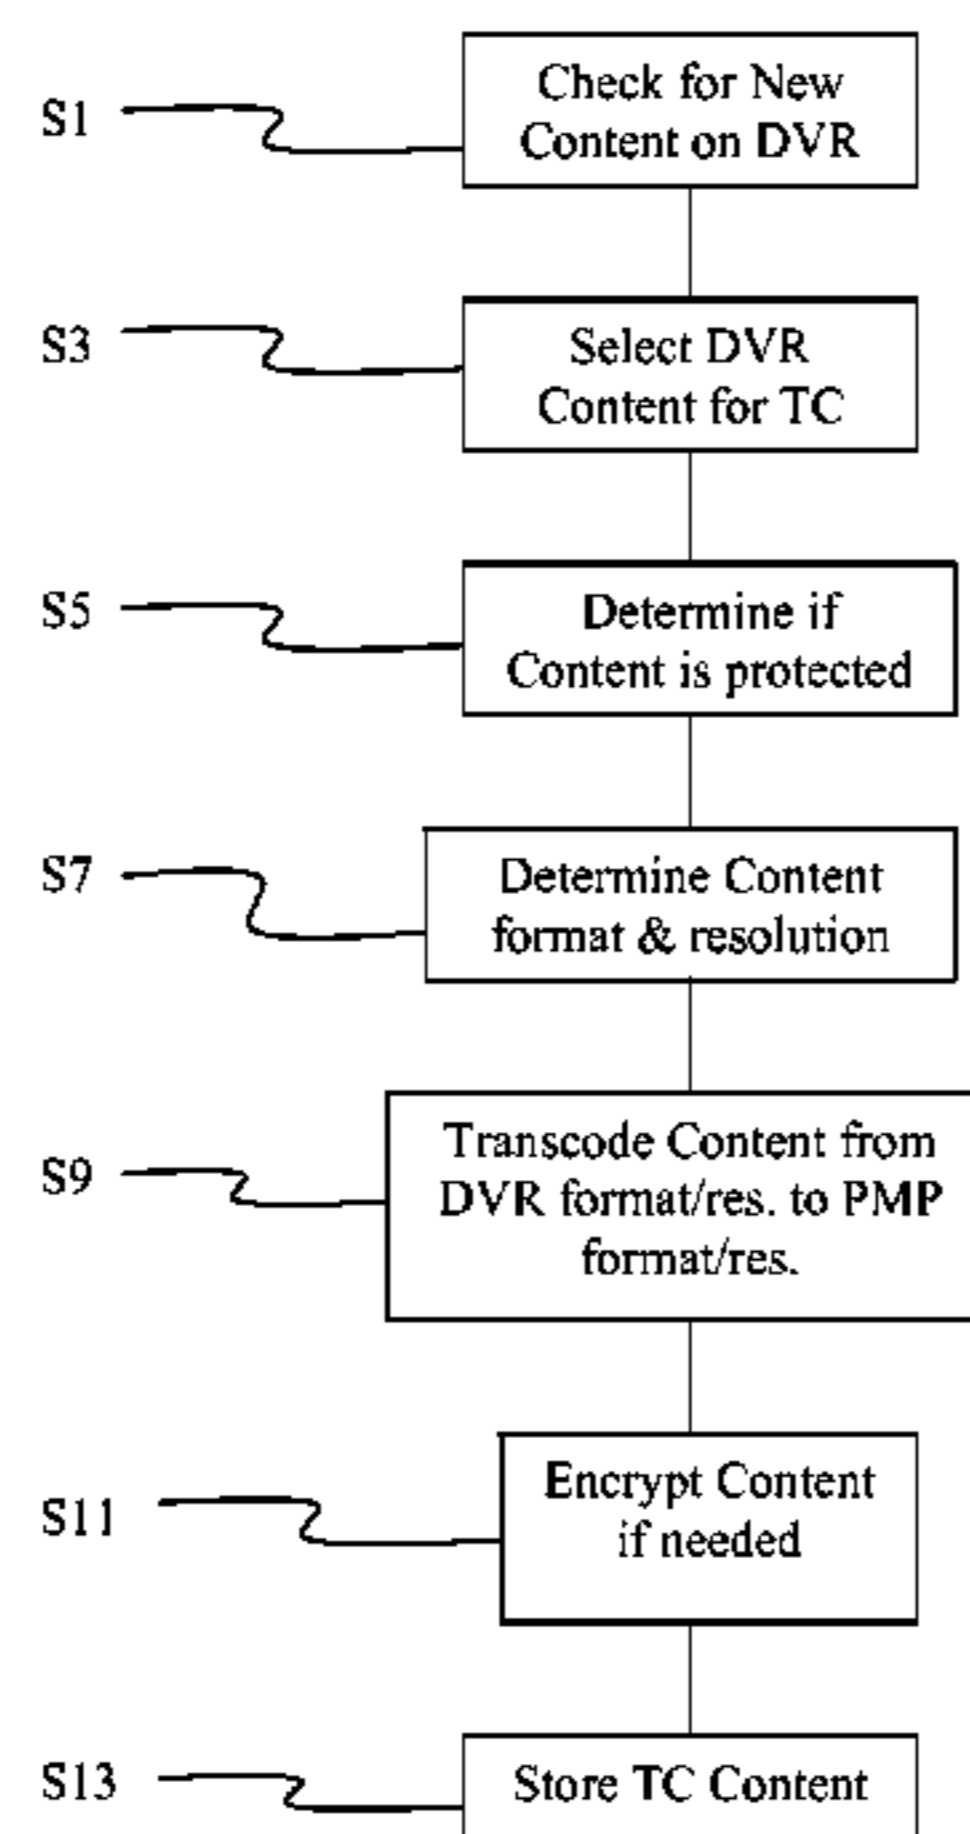 S1
Check for New
Content on DVR
S3
Select DVR
Content for TC
S5
Determine if
Content is protected
S7
Determine Content
format & resolution
S9
Transcode Content from
DVR format/res. to PMP
format/res.
S11
Encrypt Content
if needed
S13
Store TC Content